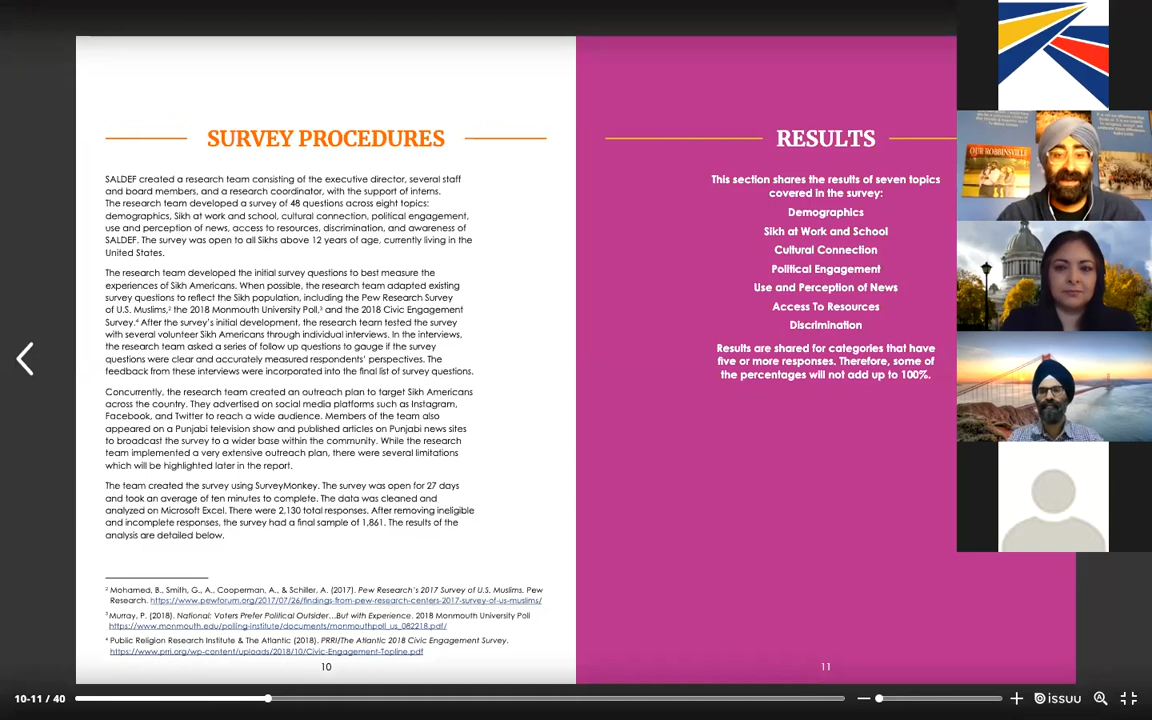 SURVEY PROCEDURES
SALDEF created a research team consisting of the executive director, several staff
and board members, and a research coordinator, with the support of interns.
The research team developed a survey of 48 questions across eight topics:
demographics, Sikh at work and school, cultural connection, political engagement,
use and perception of news, access to resources, discrimination, and awareness of
SALDEF. The survey was open to all Sikhs above 12 years of age, currently living in the
United States.
The research team developed the initial survey questions to best measure the
experiences of Sikh Americans. When possible, the research team adapted existing
survey questions to reflect the Sikh population, including the Pew Research Survey
of U.S. Muslims,² the 2018 Monmouth University Poll,³ and the 2018 Civic Engagement
Survey.⁴ After the survey's initial development, the research team tested the survey
with several volunteer Sikh Americans through individual interviews. In the interviews,
the research team asked a series of follow up questions to gauge if the survey
questions were clear and accurately measured respondents' perspectives. The
feedback from these interviews were incorporated into the final list of survey questions.
Concurrently, the research team created an outreach plan to target Sikh Americans
across the country. They advertised on social media platforms such as Instagram,
Facebook, and Twitter to reach a wide audience. Members of the team also
appeared on a Punjabi television show and published articles on Punjabi news sites
to broadcast the survey to a wider base within the community. While the research
team implemented a very extensive outreach plan, there were several limitations
which will be highlighted later in the report.
The team created the survey using SurveyMonkey. The survey was open for 27 days
and took an average of ten minutes to complete. The data was cleaned and
analyzed on Microsoft Excel. There were 2,130 total responses. After removing ineligible
and incomplete responses, the survey had a final sample of 1,861. The results of the
analysis are detailed below.
² Mohamed, B., Smith, G., A., Cooperman, A., & Schiller, A. (2017). Pew Research's 2017 Survey of U.S. Muslims. Pew
Research. https://www.pewforum.org/2017/07/26/findings-from-pew-research-centers-2017-survey-of-us-muslims/
³ Murray, P. (2018). National: Voters Prefer Political Outsider…But with Experience. 2018 Monmouth University Poll
https://www.monmouth.edu/polling-institute/documents/monmouthpoll_us_082218.pdf/
⁴ Public Religion Research Institute & The Atlantic (2018). PRRI/The Atlantic 2018 Civic Engagement Survey.
https://www.prri.org/wp-content/uploads/2018/10/Civic-Engagement-Topline.pdf
10
RESULTS
This section shares the results of seven topics
covered in the survey:
Demographics
Sikh at Work and School
Cultural Connection
Political Engagement
Use and Perception of News
Access To Resources
Discrimination
Results are shared for categories that have
five or more responses. Therefore, some of
the percentages will not add up to 100%.
11
OUR ROBBINSVILLE
10-11 / 40
issuu